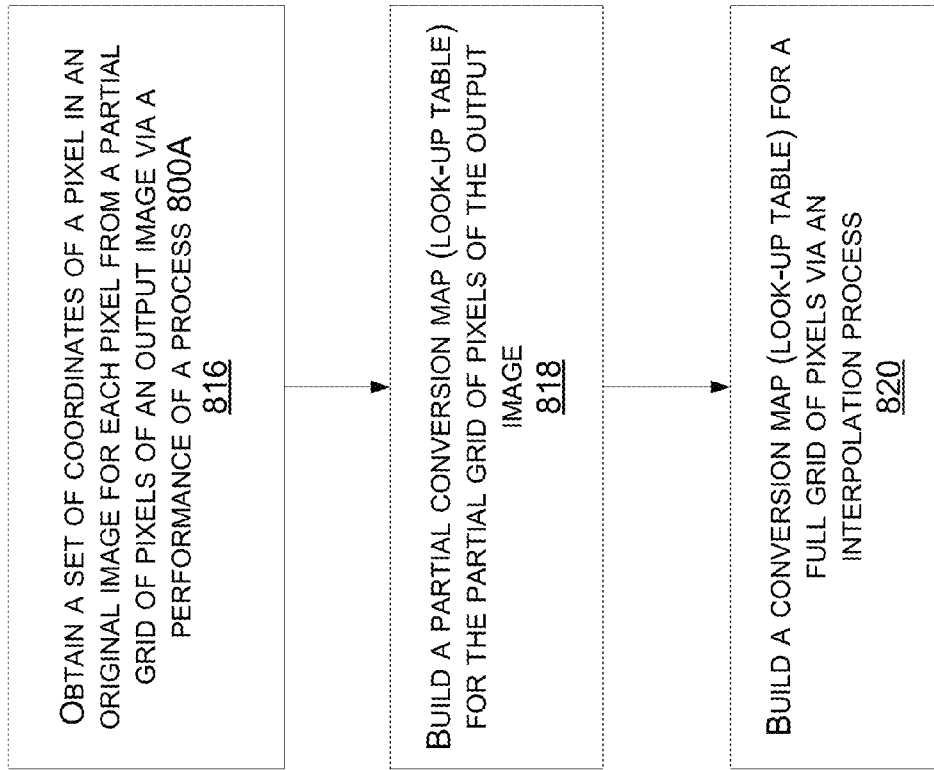 OBTAIN A SET OF COORDINATES OF A PIXEL IN AN
ORIGINAL IMAGE FOR EACH PIXEL FROM A PARTIAL
GRID OF PIXELS OF AN OUTPUT IMAGE VIA A
PERFORMANCE OF A PROCESS 800A
816
BUILD A PARTIAL CONVERSION MAP (LOOK-UP TABLE)
FOR THE PARTIAL GRID OF PIXELS OF THE OUTPUT
IMAGE
818
BUILD A CONVERSION MAP (LOOK-UP TABLE) FOR A
FULL GRID OF PIXELS VIA AN
INTERPOLATION PROCESS
820